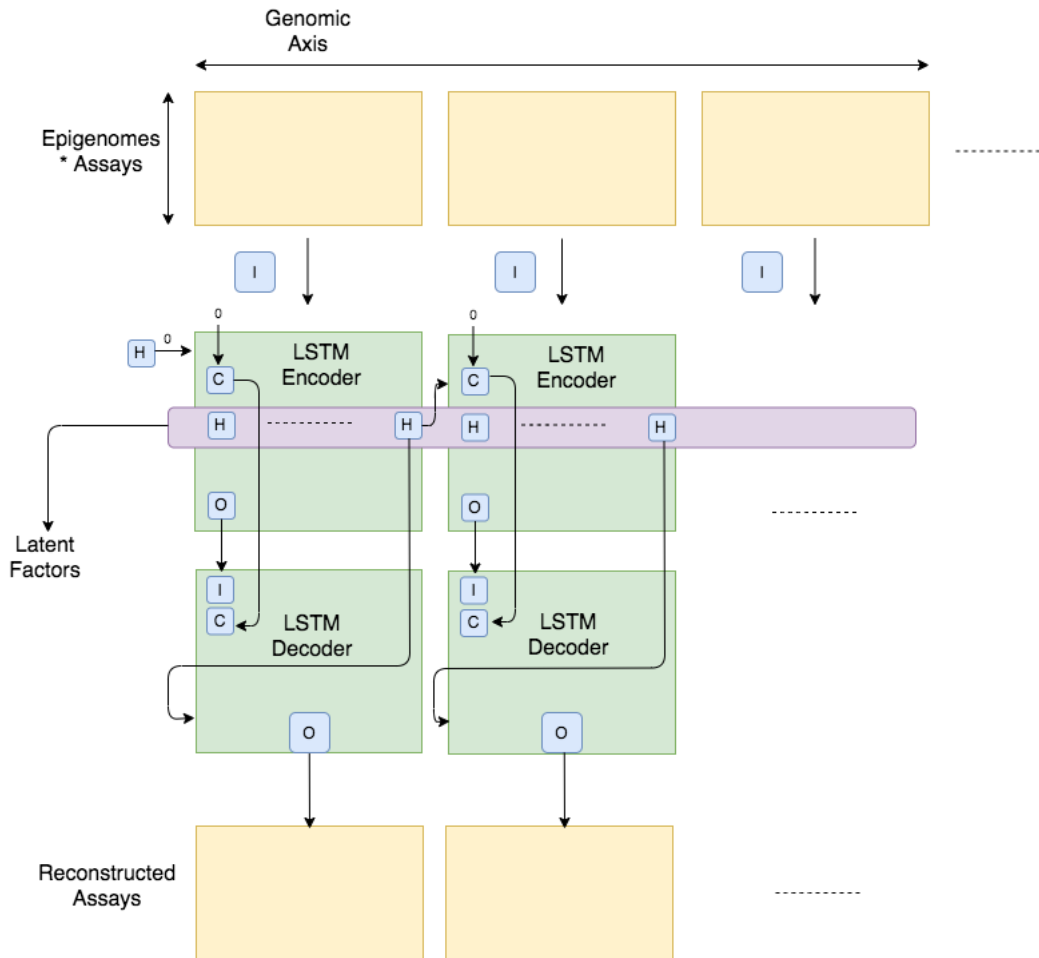 Genomic
Axis
Epigenomes
* Assays
I
I
I
0
0
0
H
LSTM
Encoder
LSTM
Encoder
C
C
H
H
H
H
O
O
Latent
Factors
I
I
C
C
LSTM
Decoder
LSTM
Decoder
O
O
Reconstructed
Assays